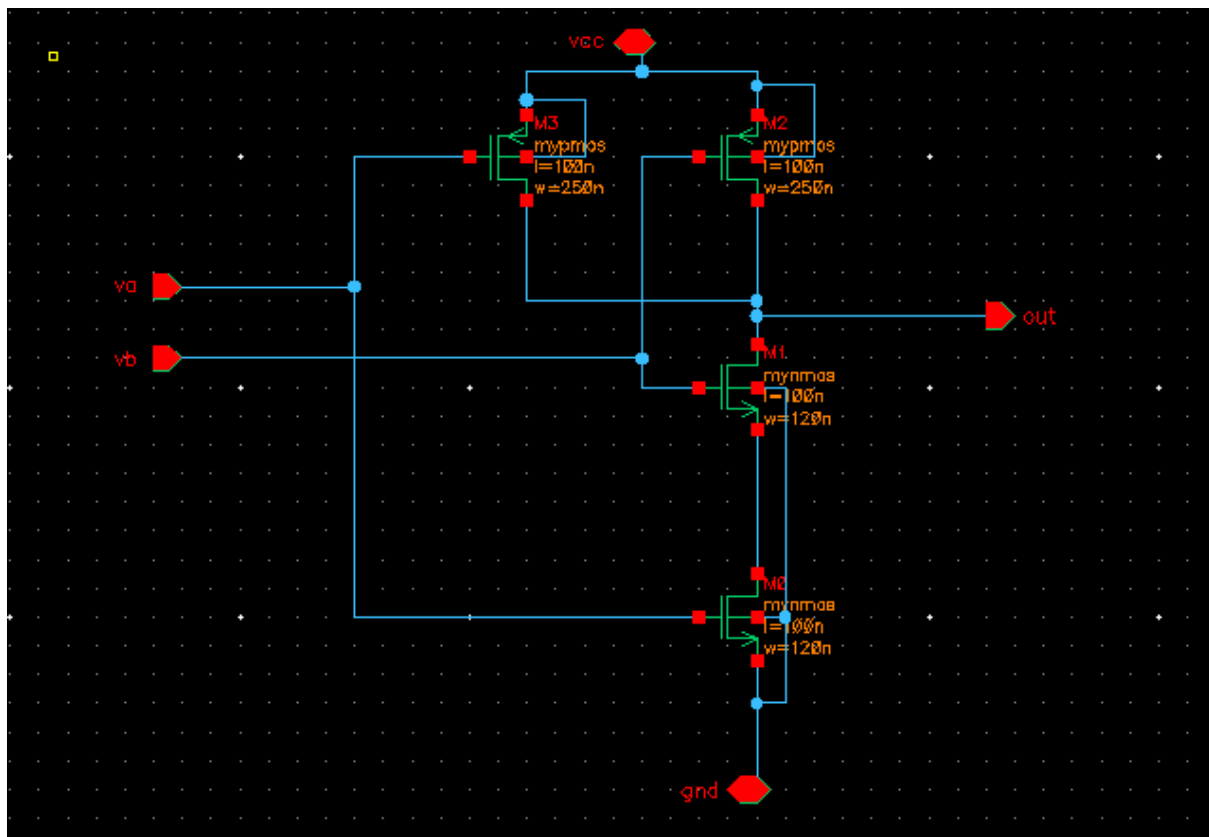 vcc
M3
mypmos
l=100n
w=250n
M2
mypmos
l=100n
w=250n
va
out
vb
M1
mynmos
l=100n
w=120n
M0
mynmos
l=100n
w=120n
gnd